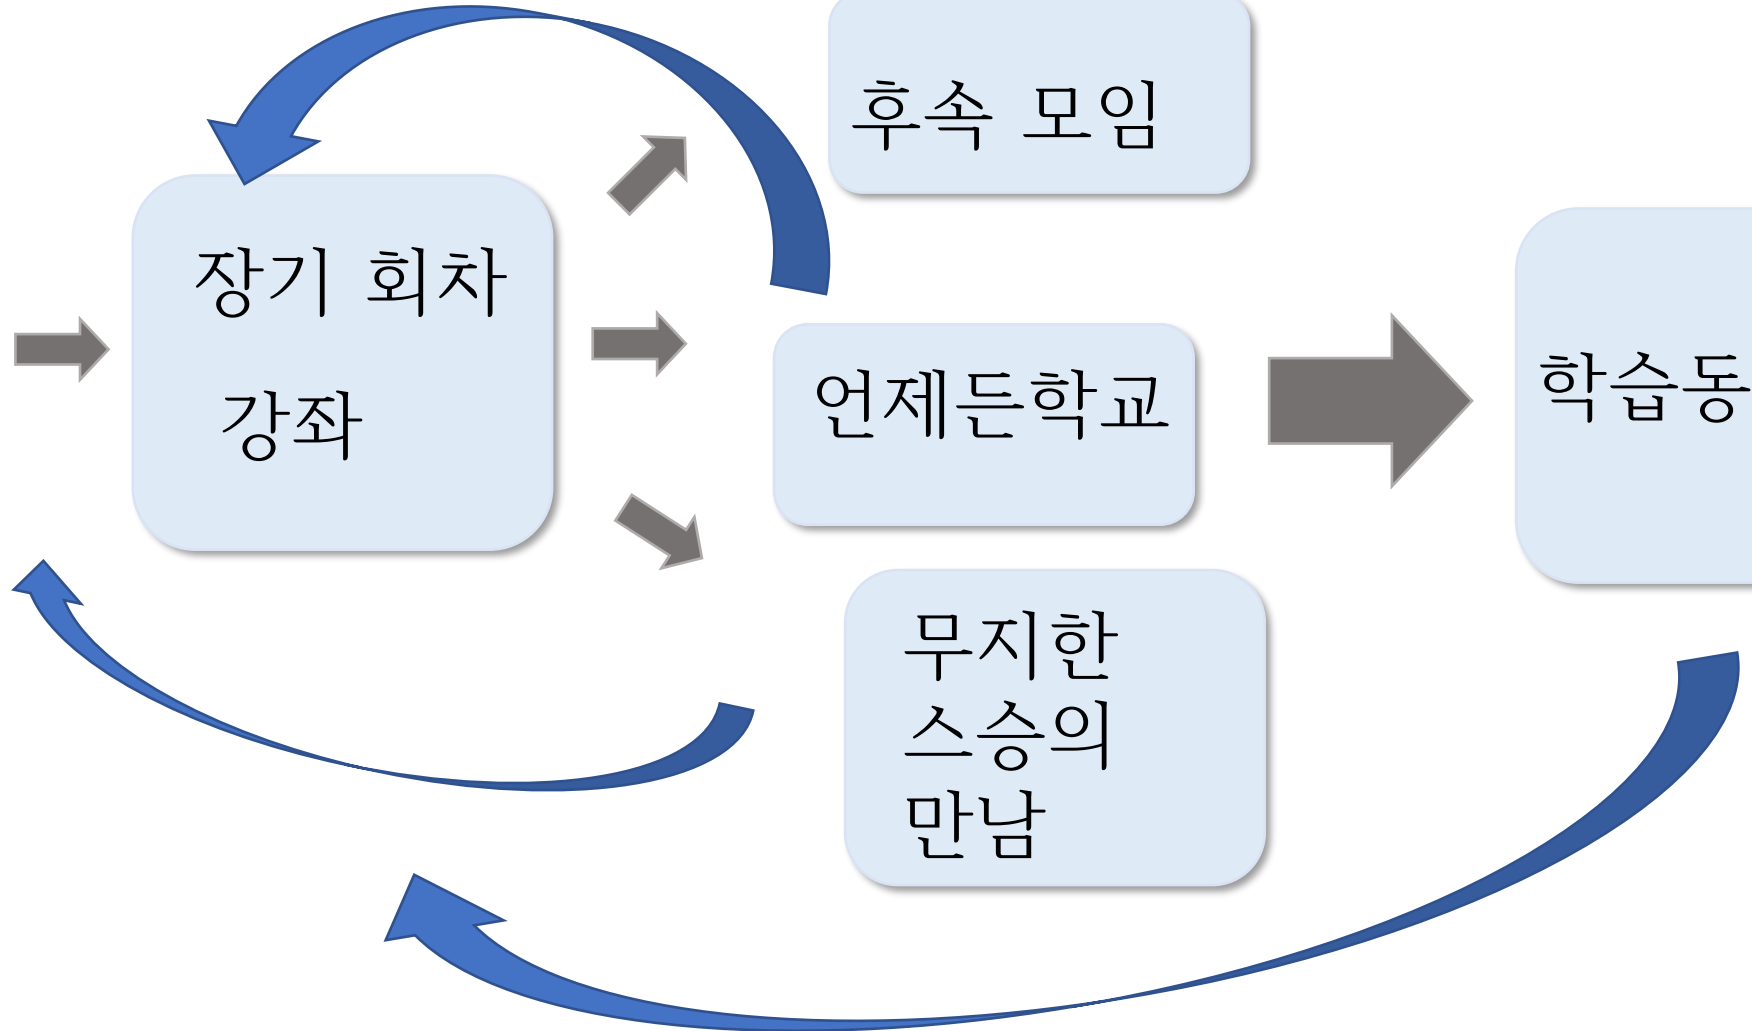 후속 모임
장기 회차
강좌
언제든학교
학습동
무지한
스승의
만남